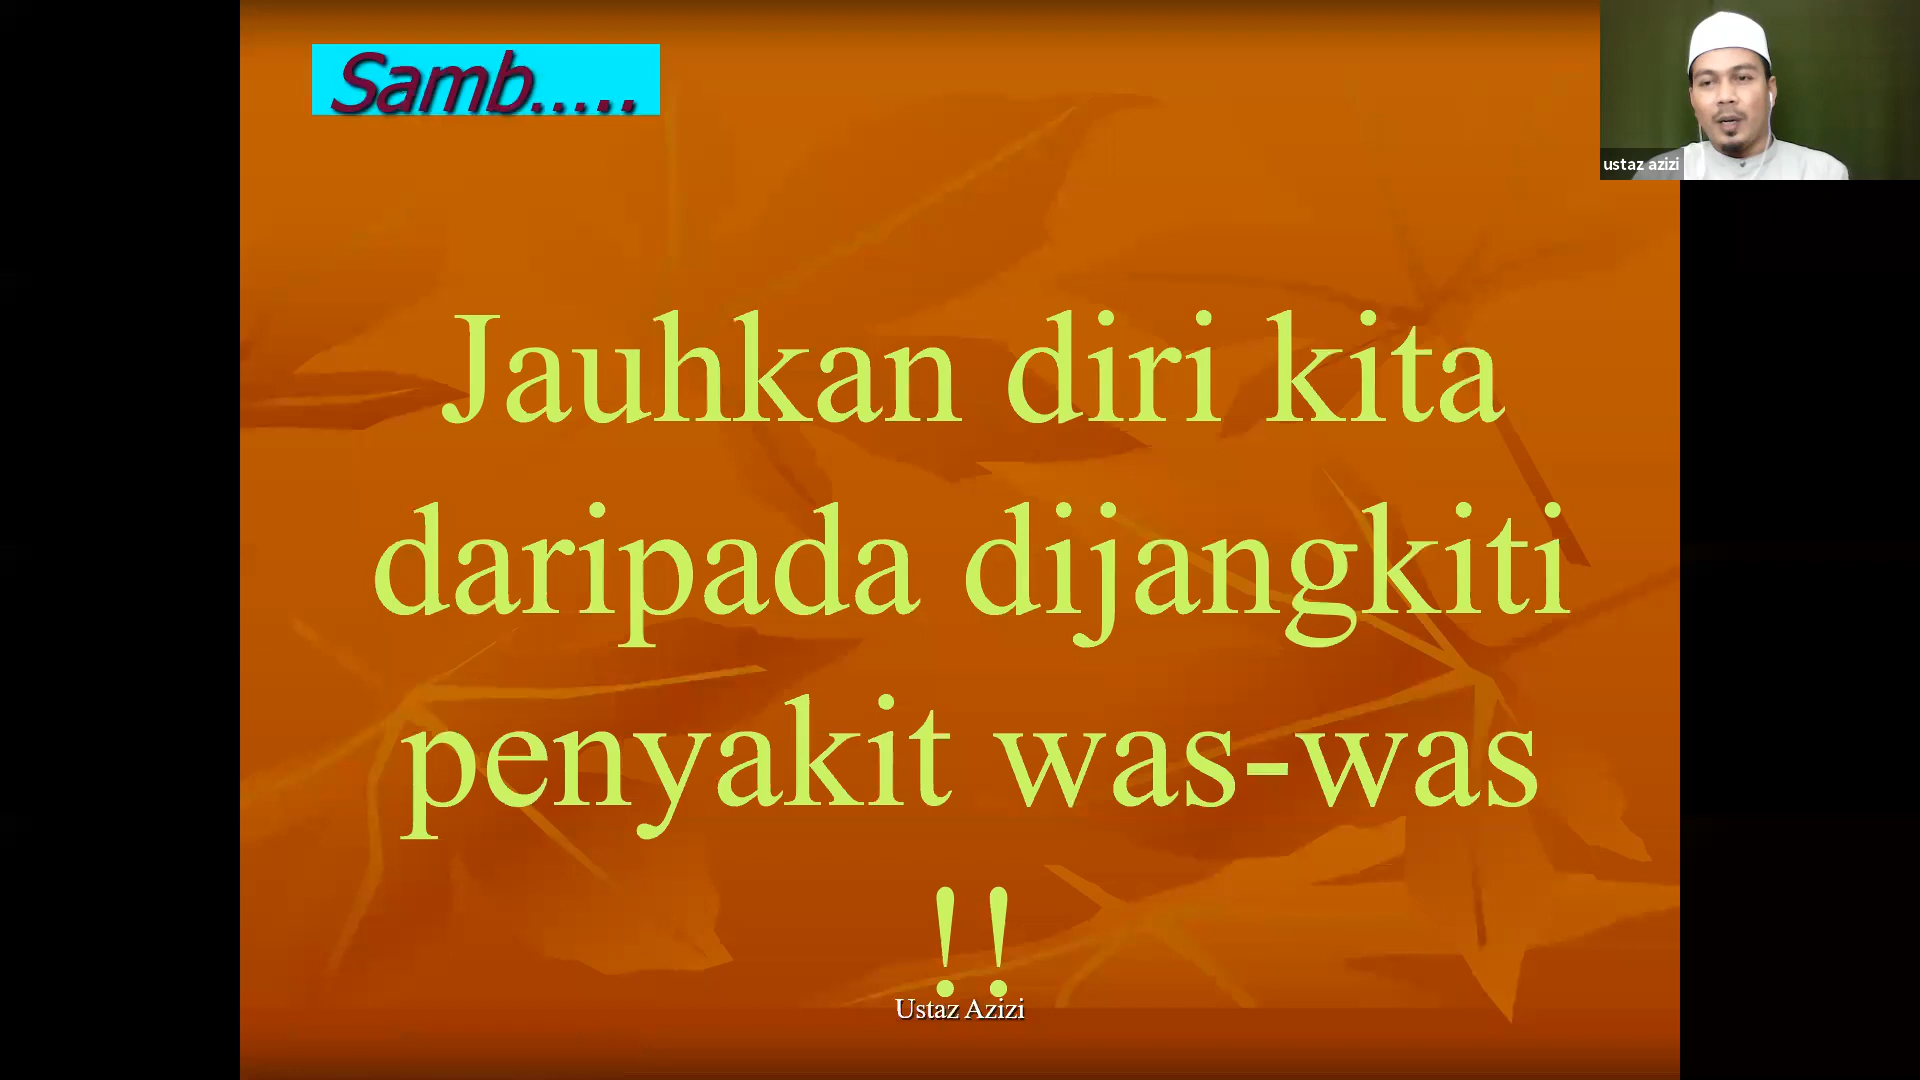 Samb.....
ustaz azizi
Jauhkan diri kita
daripada dijangkiti
penyakit was-was
!!
Ustaz Azizi